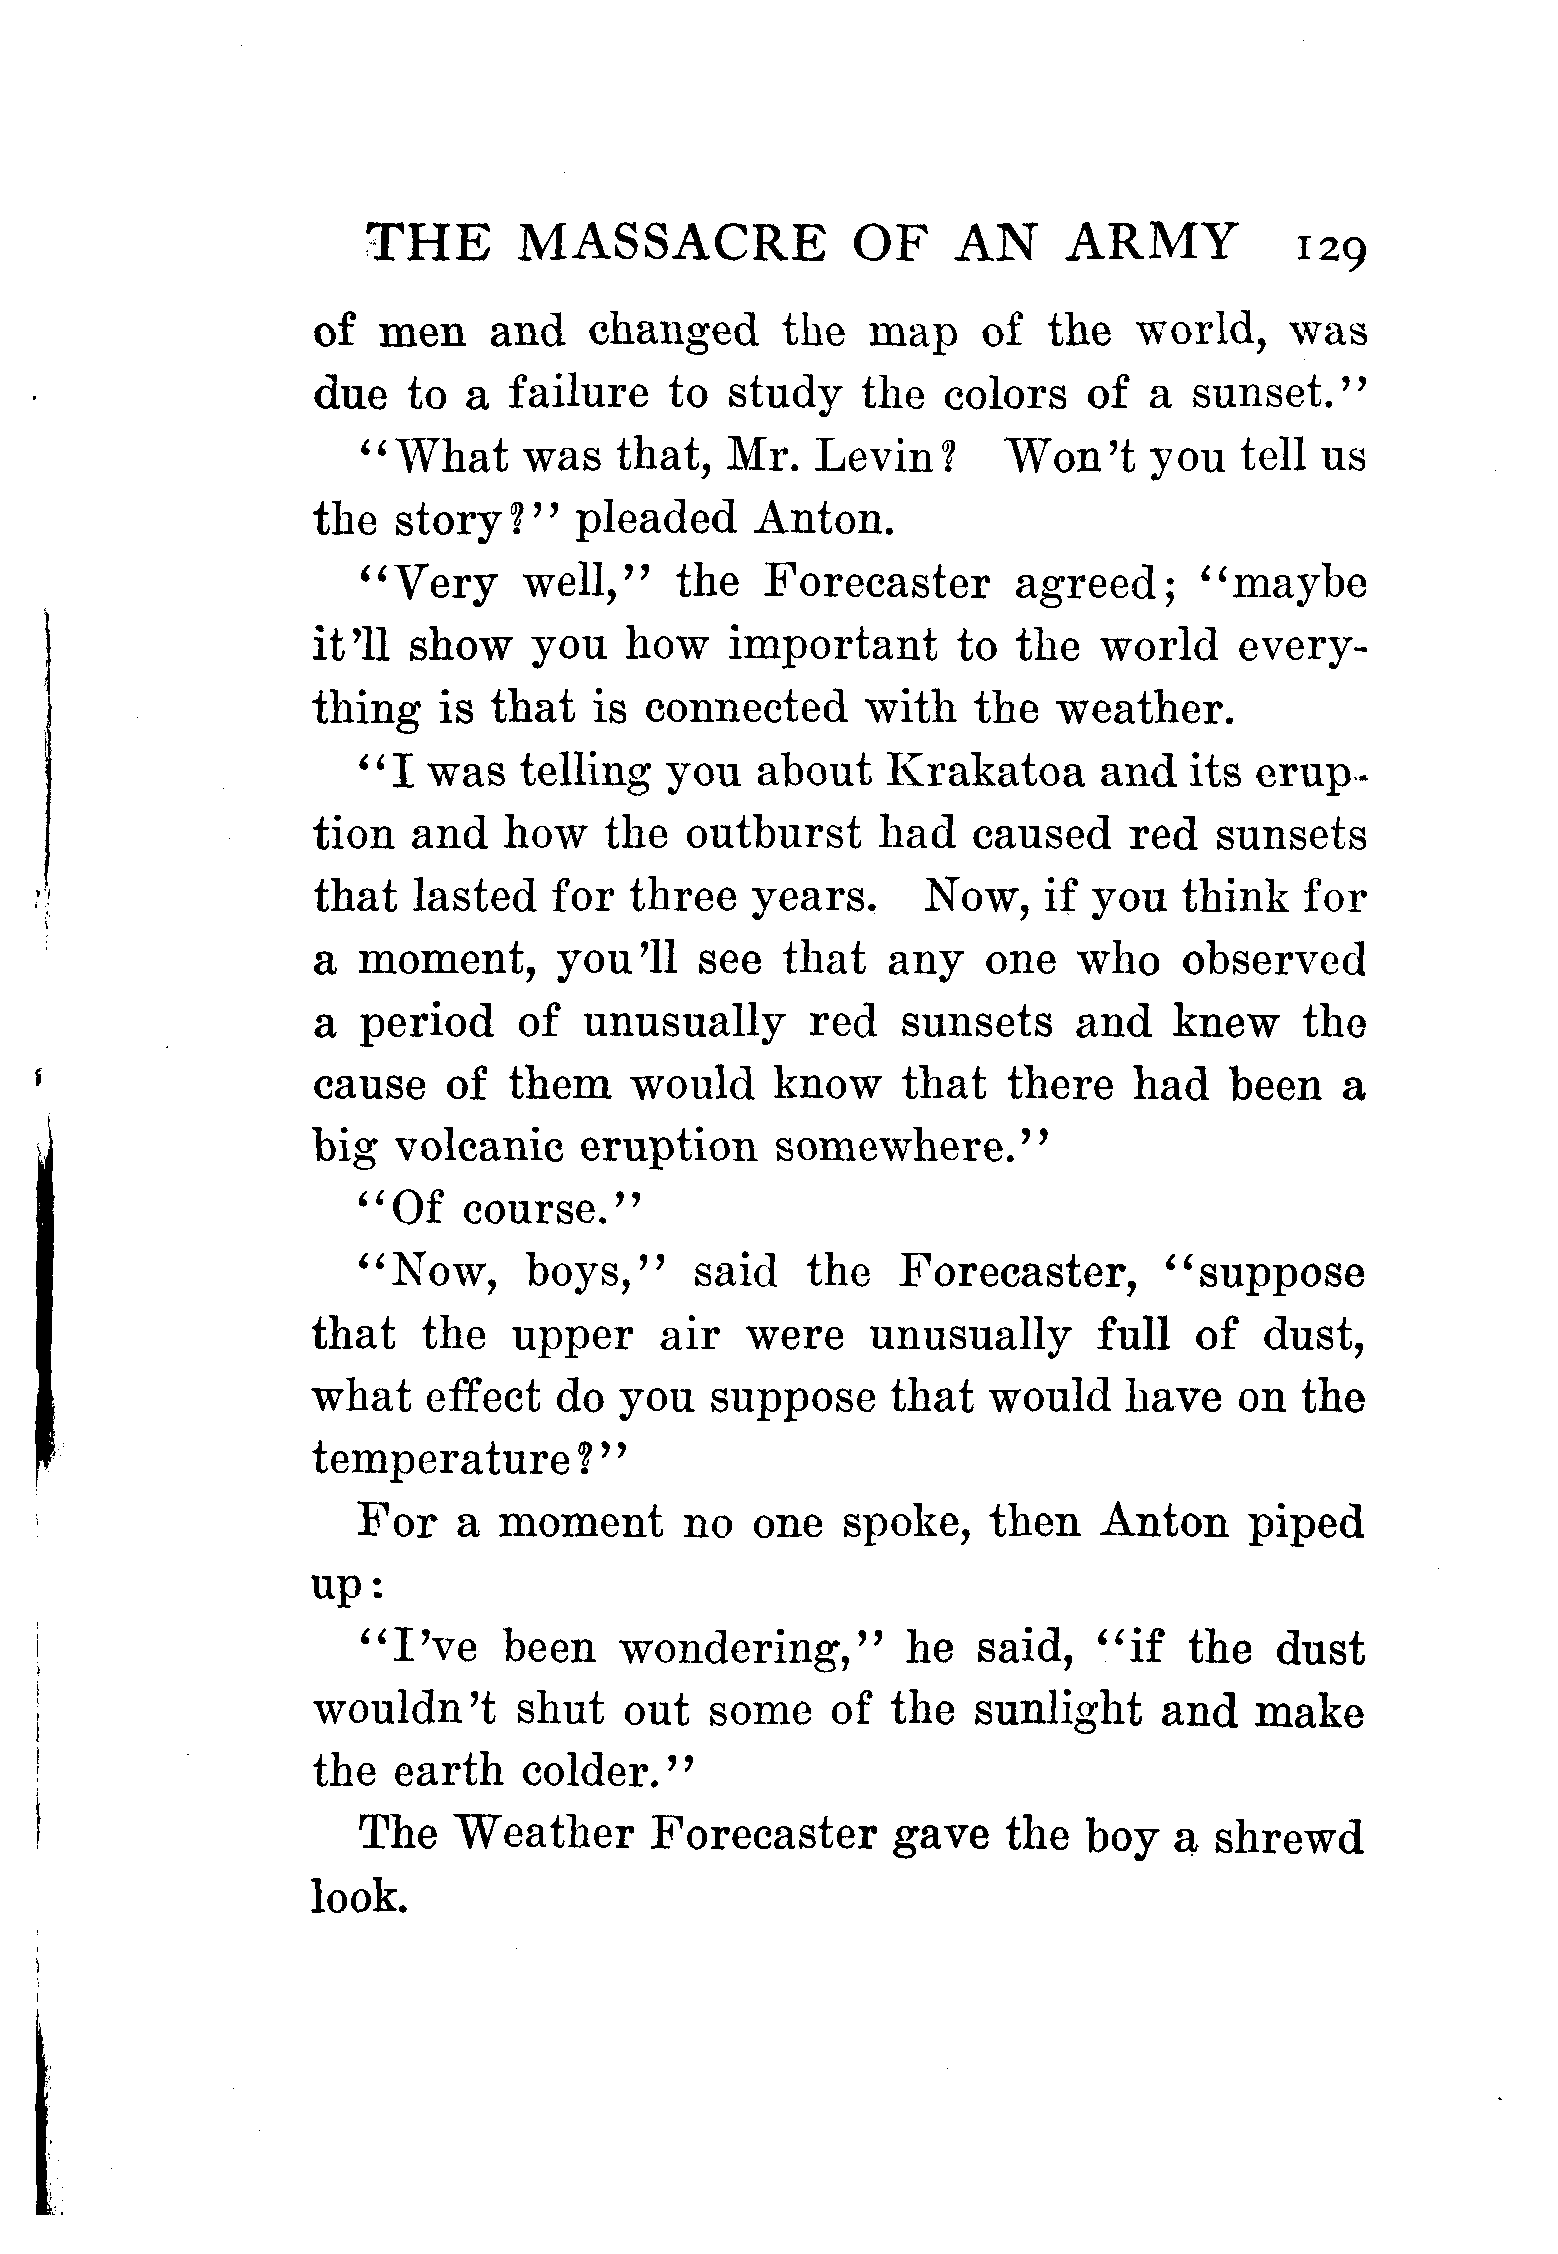 THE MASSACRE OF AN ARMY 129
of men and changed the map of the world, was
due to a failure to study the colors of a sunset."
"What was that, Mr. Levin? Won't you tell us
the story?" pleaded Anton.
"Very well," the Forecaster agreed; "maybe
it'll show you how important to the world every-
thing is that is connected with the weather.
"I was telling you about Krakatoa and its erup-
tion and how the outburst had caused red sunsets
that lasted for three years. Now, if you think for
a moment, you'll see that any one who observed
a period of unusually red sunsets and knew the
cause of them would know that there had been a
big volcanic eruption somewhere."
"Of course."
"Now, boys," said the Forecaster, "suppose
that the upper air were unusually full of dust,
what effect do you suppose that would have on the
temperature?"
For a moment no one spoke, then Anton piped
up:
"I've been wondering," he said, "if the dust
wouldn't shut out some of the sunlight and make
the earth colder."
The Weather Forecaster gave the boy a shrewd
look.